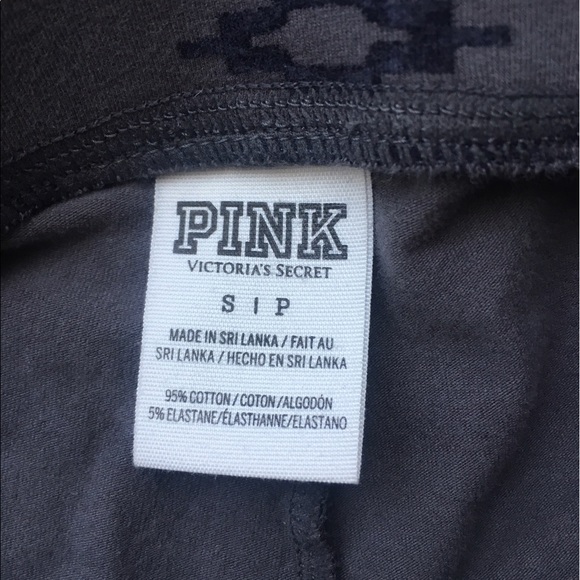 PINK
VICTORIA'S SECRET
S | P
MADE IN SRI LANKA / FAIT AU
SRI LANKA / HECHO EN SRI LANKA
95% COTTON / COTON / ALGODÓN
5% ELASTANE/ÉLASTHANNE/ELASTANO